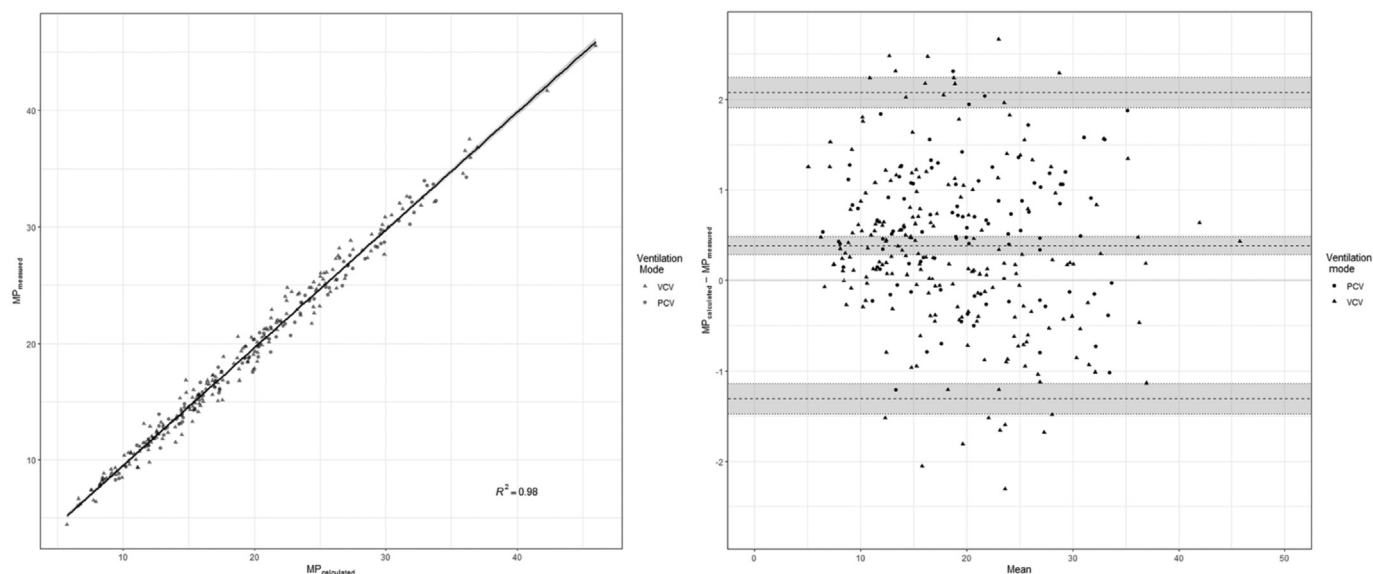 MPmeasured
40
30
20
10
R² = 0.98
10
20
30
40
MPcalculated
Ventilation
Mode
VCV
PCV
MPcalculated − MPmeasured
2
1
0
-1
-2
0
10
20
30
40
50
Mean
Ventilation
mode
PCV
VCV